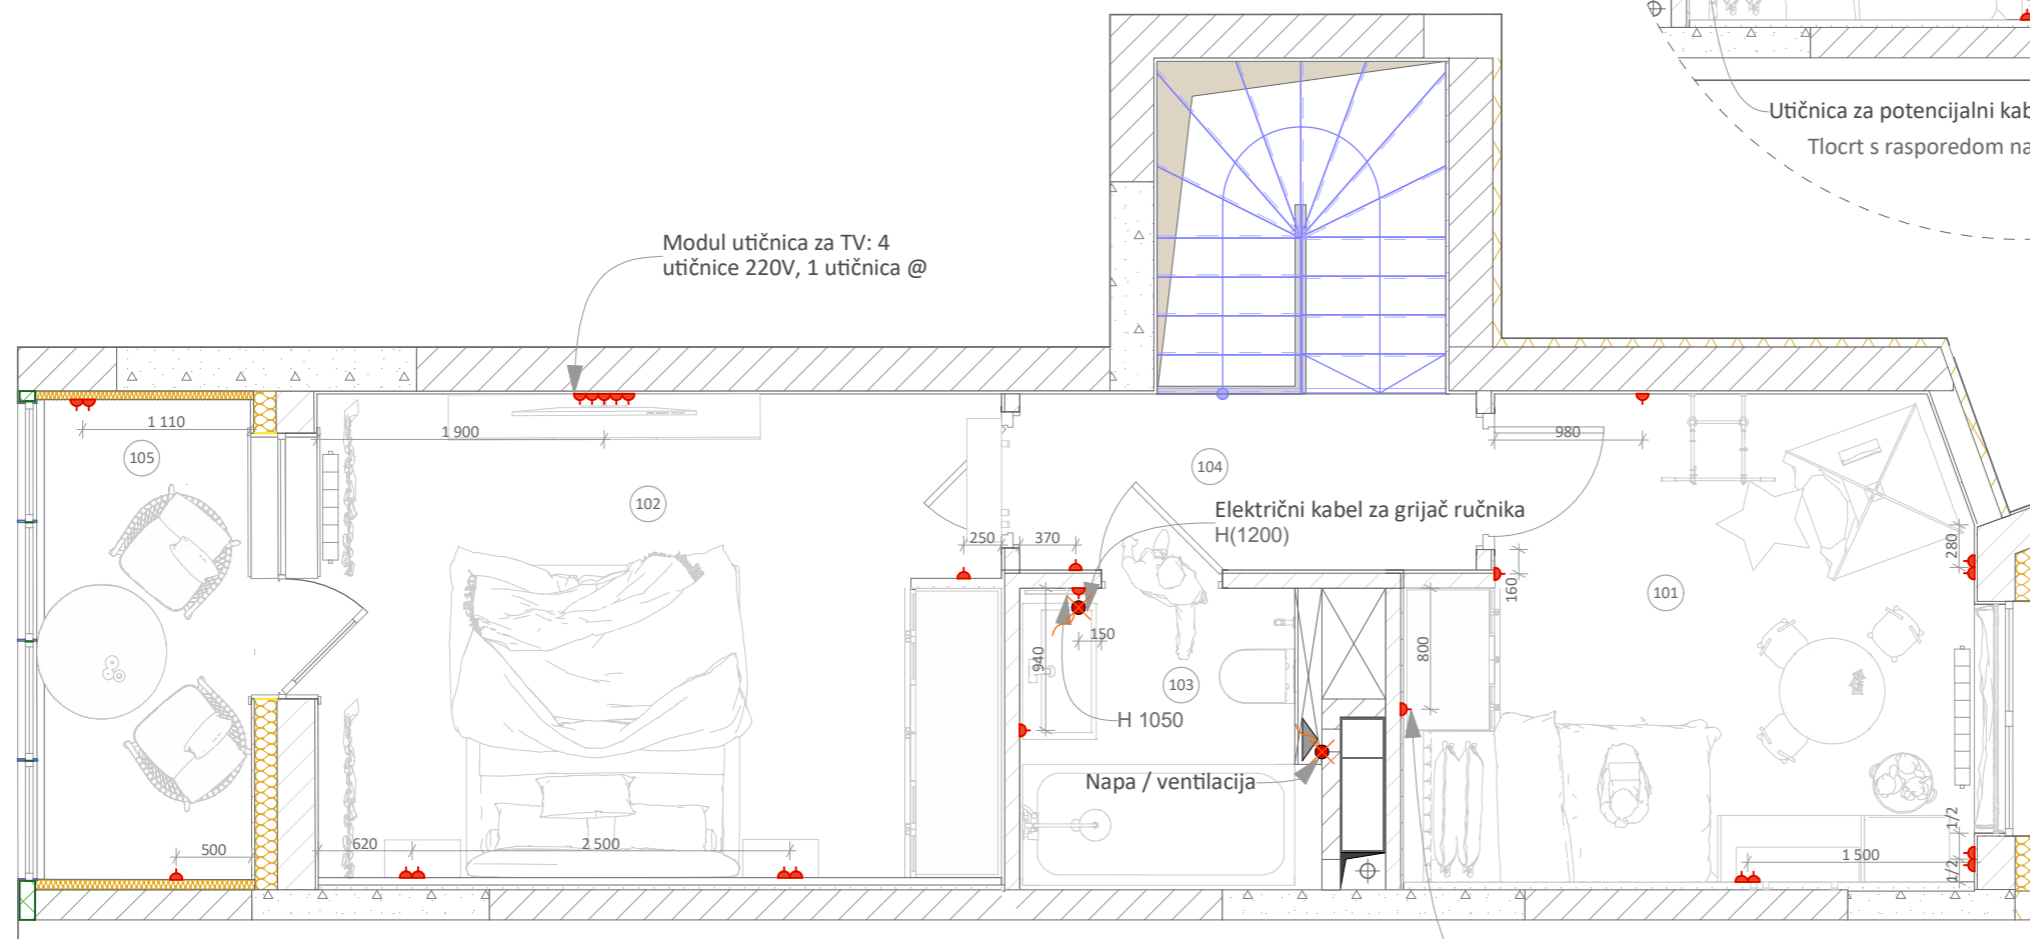 Utičnica za potencijalni kab
Tlocrt s rasporedom na
Modul utičnica za TV: 4
utičnice 220V, 1 utičnica @
1 110
1 900
980
105
104
102
Električni kabel za grijač ručnika
H(1200)
250
370
280
160
101
150
940
800
103
H 1050
Napa / ventilacija
1/2
500
620
2 500
1 500
1/2